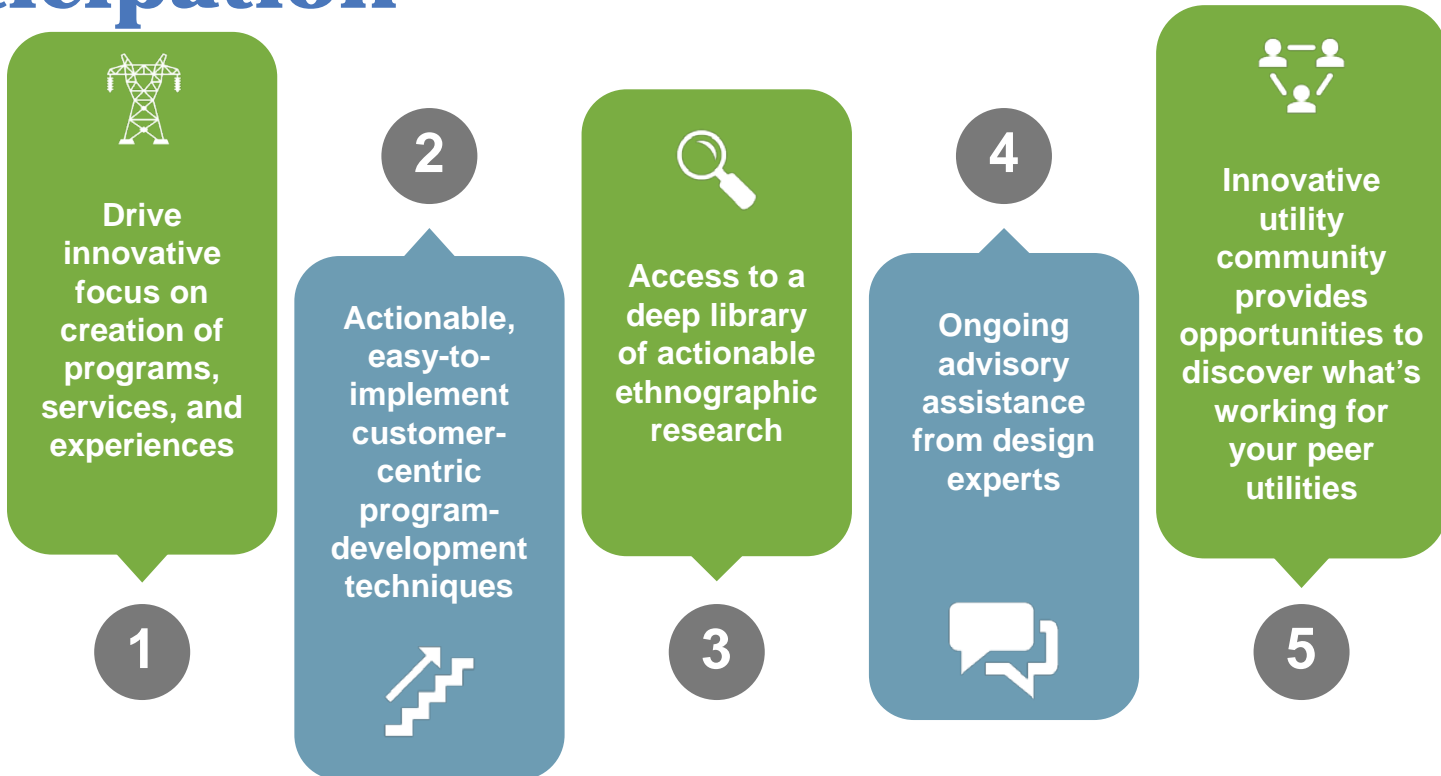 1
Drive
innovative
focus on
creation of
programs,
services, and
experiences
2
Actionable,
easy-to-
implement
customer-
centric
program-
development
techniques
3
Access to a
deep library
of actionable
ethnographic
research
4
Ongoing
advisory
assistance
from design
experts
5
Innovative
utility
community
provides
opportunities to
discover what's
working for
your peer
utilities